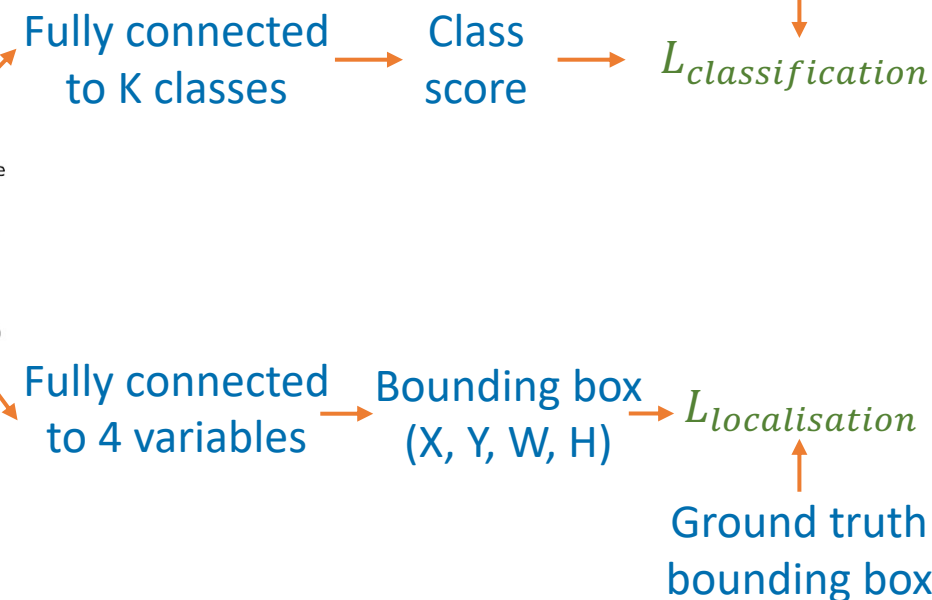 Fully connected
to K classes
Class
score
L_classification
e
Fully connected
to 4 variables
Bounding box
(X, Y, W, H)
L_localisation
Ground truth
bounding box